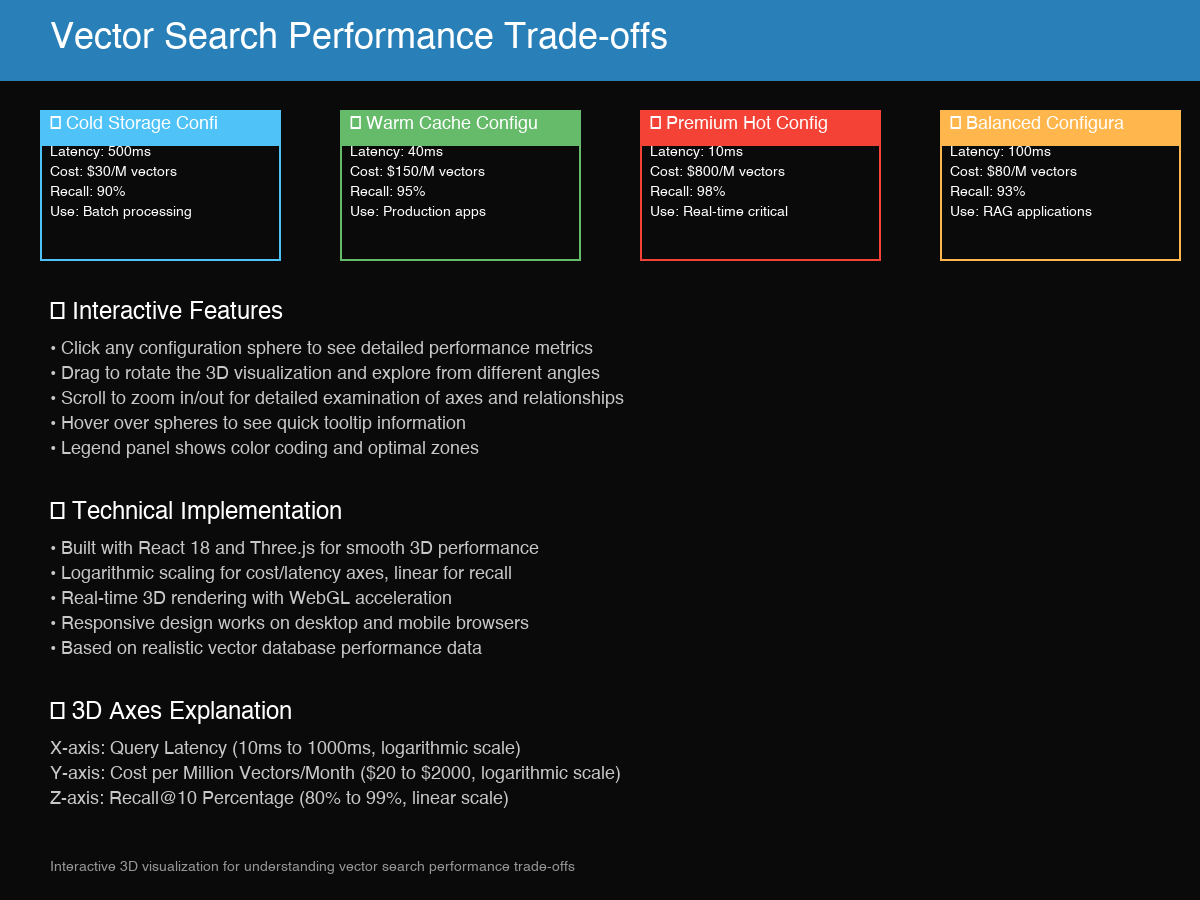 Vector Search Performance Trade-offs
Cold Storage Confi
Latency: 500ms
Cost: $30/M vectors
Recall: 90%
Use: Batch processing
Warm Cache Configu
Latency: 40ms
Cost: $150/M vectors
Recall: 95%
Use: Production apps
Premium Hot Config
Latency: 10ms
Cost: $800/M vectors
Recall: 98%
Use: Real-time critical
Balanced Configura
Latency: 100ms
Cost: $80/M vectors
Recall: 93%
Use: RAG applications
Interactive Features
• Click any configuration sphere to see detailed performance metrics
• Drag to rotate the 3D visualization and explore from different angles
• Scroll to zoom in/out for detailed examination of axes and relationships
• Hover over spheres to see quick tooltip information
• Legend panel shows color coding and optimal zones
Technical Implementation
• Built with React 18 and Three.js for smooth 3D performance
• Logarithmic scaling for cost/latency axes, linear for recall
• Real-time 3D rendering with WebGL acceleration
• Responsive design works on desktop and mobile browsers
• Based on realistic vector database performance data
3D Axes Explanation
X-axis: Query Latency (10ms to 1000ms, logarithmic scale)
Y-axis: Cost per Million Vectors/Month ($20 to $2000, logarithmic scale)
Z-axis: Recall@10 Percentage (80% to 99%, linear scale)
Interactive 3D visualization for understanding vector search performance trade-offs